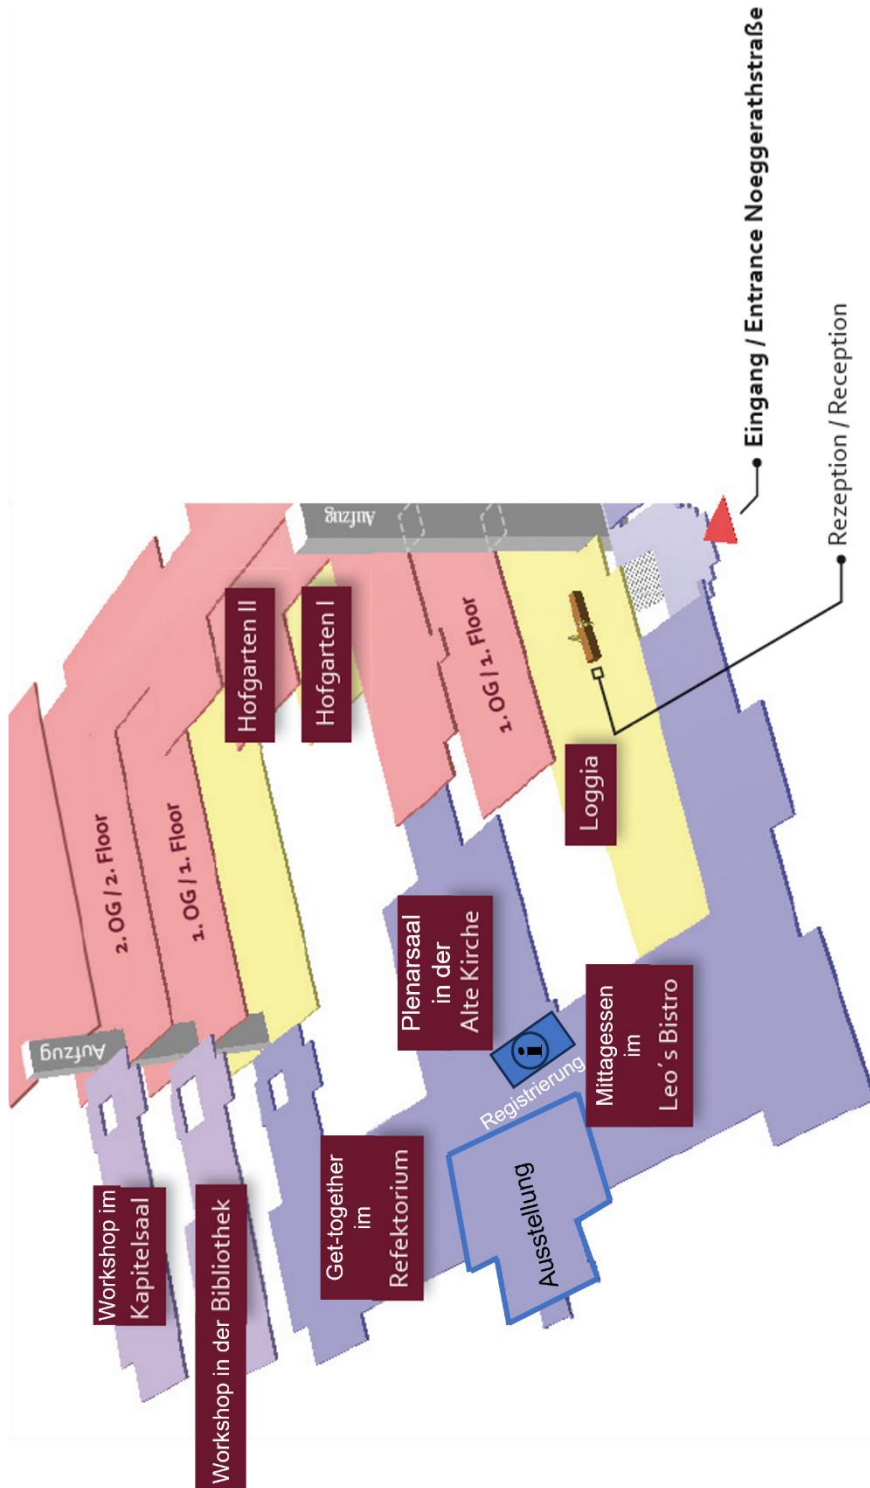 Workshop im
Kapitelsaal
Workshop in der Bibliothek
Get-together
im
Refektorium
Ausstellung
Registrierung
i
Mittagessen
im
Leo´s Bistro
Plenarsaal
in der
Alte Kirche
Aufzug
2. OG / 2. Floor
1. OG / 1. Floor
Hofgarten II
Hofgarten I
Loggia
1. OG / 1. Floor
Aufzug
Eingang / Entrance Noeggerathstraße
Rezeption / Reception